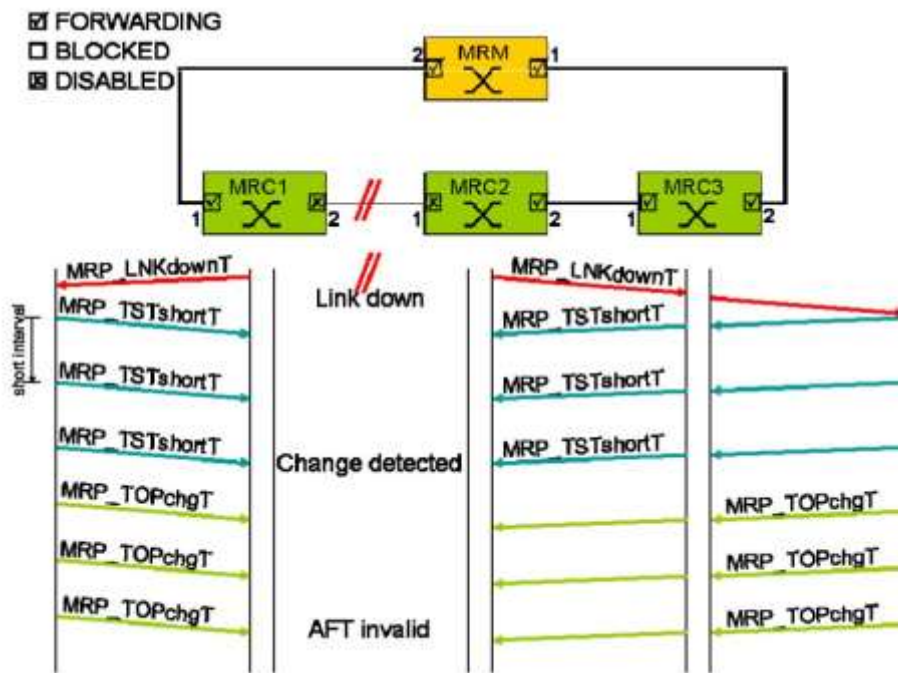 FORWARDING
BLOCKED
DISABLED
2 MRM 1
MRC1 MRC2 MRC3
1 2 1 2 1 2
MRP_LNKdownT
Link down
MRP_LNKdownT
short interval
MRP_TSTshortT
MRP_TSTshortT
MRP_TSTshortT
MRP_TSTshortT
MRP_TSTshortT
Change detected
MRP_TSTshortT
MRP_TOPchgT
MRP_TOPchgT
MRP_TOPchgT
MRP_TOPchgT
MRP_TOPchgT
AFT invalid
MRP_TOPchgT